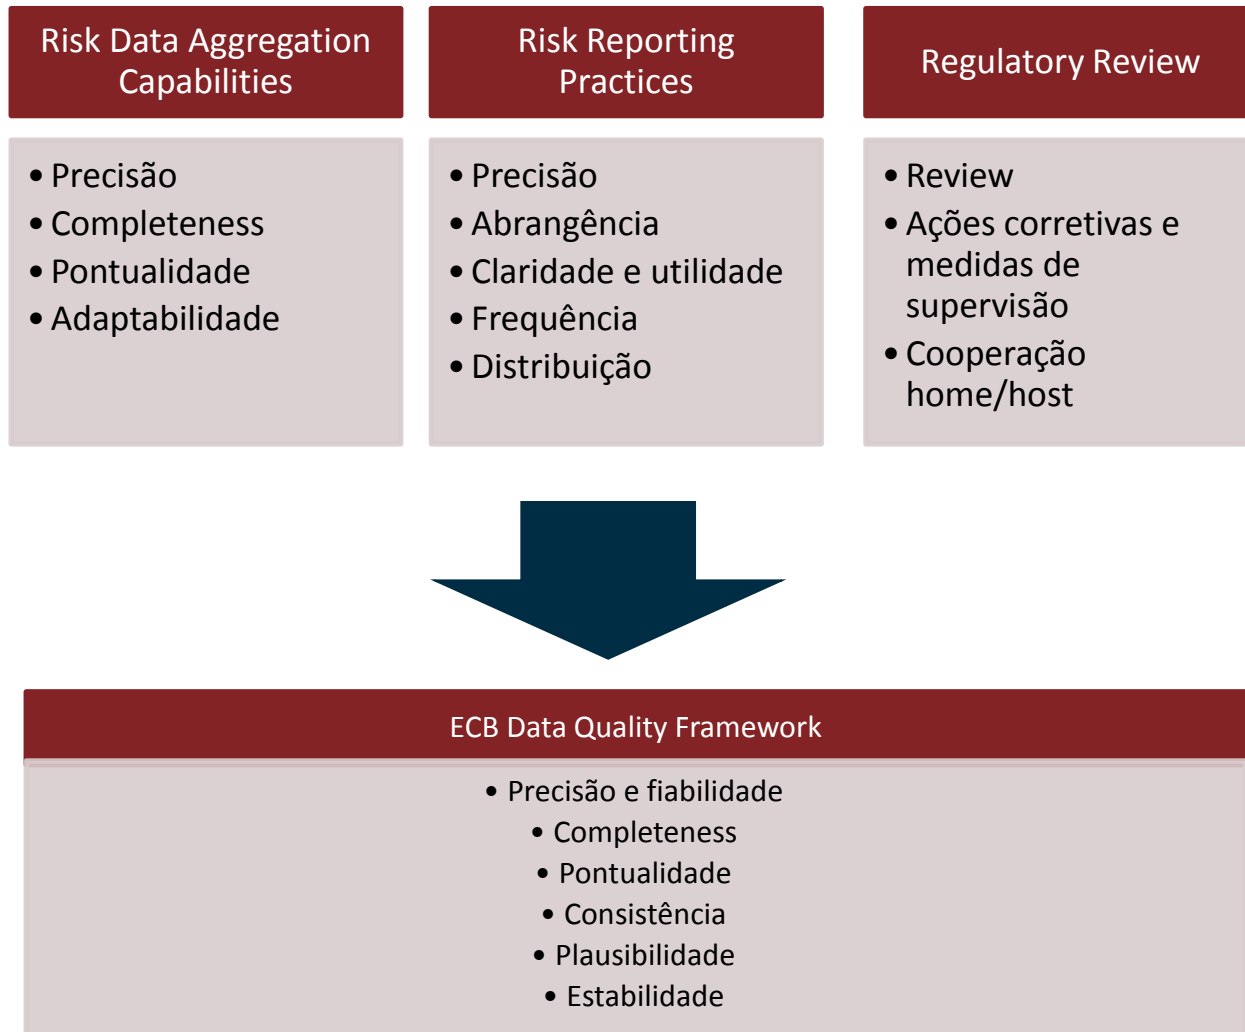 Risk Data Aggregation
Capabilities
• Precisão
• Completeness
• Pontualidade
• Adaptabilidade
Risk Reporting
Practices
• Precisão
• Abrangência
• Claridade e utilidade
• Frequência
• Distribuição
Regulatory Review
• Review
• Ações corretivas e
medidas de
supervisão
• Cooperação
home/host
ECB Data Quality Framework
• Precisão e fiabilidade
• Completeness
• Pontualidade
• Consistência
• Plausibilidade
• Estabilidade